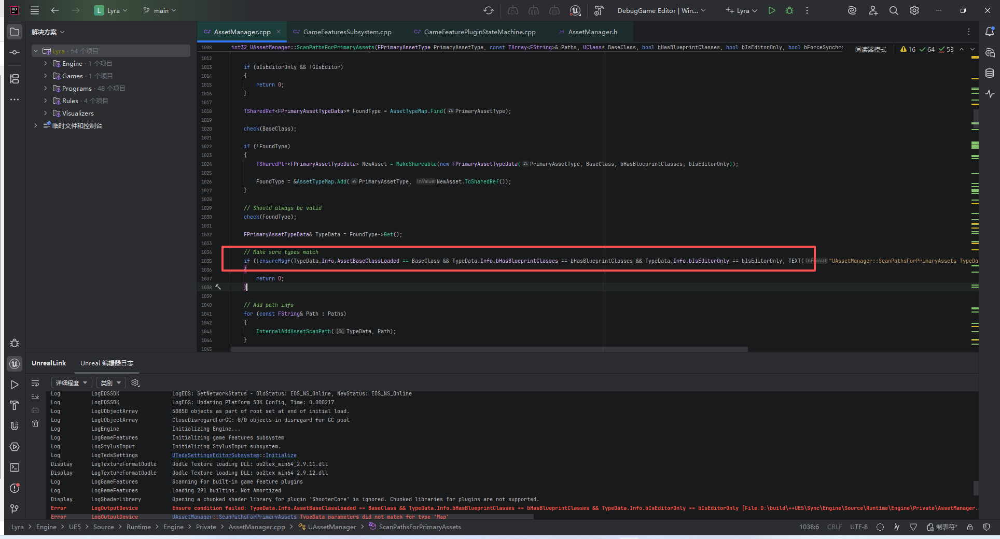 RD
L Lyra
main
DebugGame Editor | Win...
Lyra
解决方案
Lyra · 54 个项目
Engine · 1 个项目
Games · 1 个项目
Programs · 48 个项目
Rules · 4 个项目
Visualizers
临时文件和控制台
C++ AssetManager.cpp
C++ GameFeaturesSubsystem.cpp
C++ GameFeaturePluginStateMachine.cpp
.H AssetManager.h
1008 int32 UAssetManager::ScanPathsForPrimaryAssets(FPrimaryAssetType PrimaryAssetType, const TArray<FString>& Paths, UClass* BaseClass, bool bHasBlueprintClasses, bool bIsEditorOnly, bool bForceSynchro
阅读器模式 16 64 53
1012
1013 if (bIsEditorOnly && !GIsEditor)
1014 {
1015 return 0;
1016 }
1017
1018 TSharedRef<FPrimaryAssetTypeData>* FoundType = AssetTypeMap.Find(PrimaryAssetType);
1019
1020 check(BaseClass);
1021
1022 if (!FoundType)
1023 {
1024 TSharedPtr<FPrimaryAssetTypeData> NewAsset = MakeShareable(new FPrimaryAssetTypeData(PrimaryAssetType, BaseClass, bHasBlueprintClasses, bIsEditorOnly));
1025
1026 FoundType = &AssetTypeMap.Add(PrimaryAssetType, InValue: NewAsset.ToSharedRef());
1027 }
1028
1029 // Should always be valid
1030 check(FoundType);
1031
1032 FPrimaryAssetTypeData& TypeData = FoundType->Get();
1033
1034 // Make sure types match
1035 if (!ensureMsgf(TypeData.Info.AssetBaseClassLoaded == BaseClass && TypeData.Info.bHasBlueprintClasses == bHasBlueprintClasses && TypeData.Info.bIsEditorOnly == bIsEditorOnly, TEXT(InFormat: "UAssetManager::ScanPathsForPrimaryAssets TypeDa
1036 {
1037 return 0;
1038 }
1039
1040 // Add path info
1041 for (const FString& Path : Paths)
1042 {
1043 InternalAddAssetScanPath([&] TypeData, Path);
1044 }
1045
UnrealLink
Unreal 编辑器日志
详细程度
类别
Log LogEOSSDK LogEOS: SetNetworkStatus - OldStatus: EOS_NS_Online, NewStatus: EOS_NS_Online
Log LogEOSSDK LogEOS: Updating Platform SDK Config, Time: 0.000217
Log LogUObjectArray 50850 objects as part of root set at end of initial load.
Log LogUObjectArray CloseDisregardForGC: 0/0 objects in disregard for GC pool
Log LogEngine Initializing Engine...
Log LogGameFeatures Initializing game features subsystem
Log LogStylusInput Initializing StylusInput subsystem.
Log LogTedsSettings UTedsSettingsEditorSubsystem::Initialize
Display LogTextureFormatOodle Oodle Texture loading DLL: oo2tex_win64_2.9.11.dll
Display LogTextureFormatOodle Oodle Texture loading DLL: oo2tex_win64_2.9.12.dll
Log LogGameFeatures Scanning for built-in game feature plugins
Log LogGameFeatures Loading 291 builtins. Not Amortized
Display LogShaderLibrary Opening a chunked shader library for plugin 'ShooterCore' is ignored. Chunked libraries for plugins are not supported.
Error LogOutputDevice Ensure condition failed: TypeData.Info.AssetBaseClassLoaded == BaseClass && TypeData.Info.bHasBlueprintClasses == bHasBlueprintClasses && TypeData.Info.bIsEditorOnly == bIsEditorOnly [File:D:\build\++UE5\Sync\Engine\Source\Runtime\Engine\Private\AssetManager.
Error LogOutputDevice UAssetManager::ScanPathsForPrimaryAssets TypeData parameters did not match for type 'Map'
Lyra > Engine > UE5 > Source > Runtime > Engine > Private > AssetManager.cpp > UAssetManager > ScanPathsForPrimaryAssets
1038:6 CRLF UTF-8 制表符*